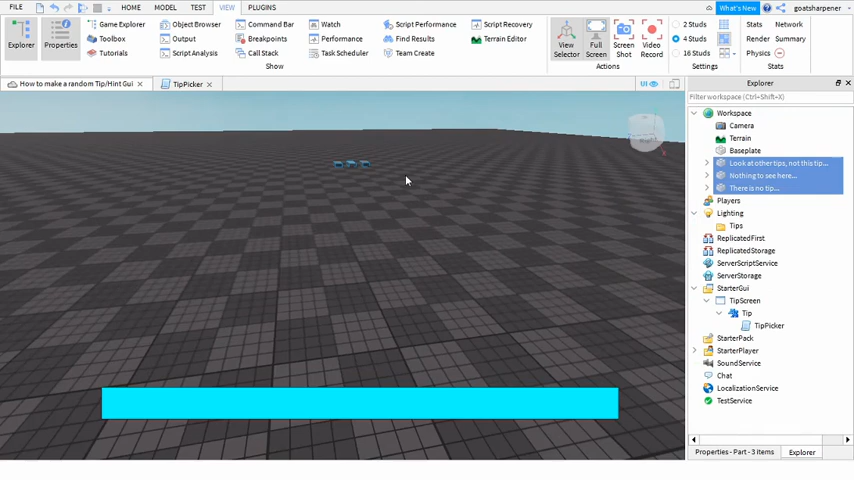 FILE HOME MODEL TEST VIEW PLUGINS What's New goatsharpener
Explorer Properties Game Explorer Object Browser Command Bar Watch Script Performance Script Recovery View Selector Full Screen Screen Shot Video Record 2 Studs Stats Network
Toolbox Output Breakpoints Performance Find Results Terrain Editor 4 Studs Render Summary
Tutorials Script Analysis Call Stack Task Scheduler Team Create 16 Studs Physics
Show Actions Settings Stats
How to make a random Tip/Hint Gui TipPicker UI Explorer
Filter workspace (Ctrl+Shift+X)
Workspace
Camera
Terrain
Baseplate
Look at other tips, not this tip...
Nothing to see here...
There is no tip...
Players
Lighting
Tips
ReplicatedFirst
ReplicatedStorage
ServerScriptService
ServerStorage
StarterGui
TipScreen
Tip
TipPicker
StarterPack
StarterPlayer
SoundService
Chat
LocalizationService
TestService
Properties - Part - 3 items Explorer